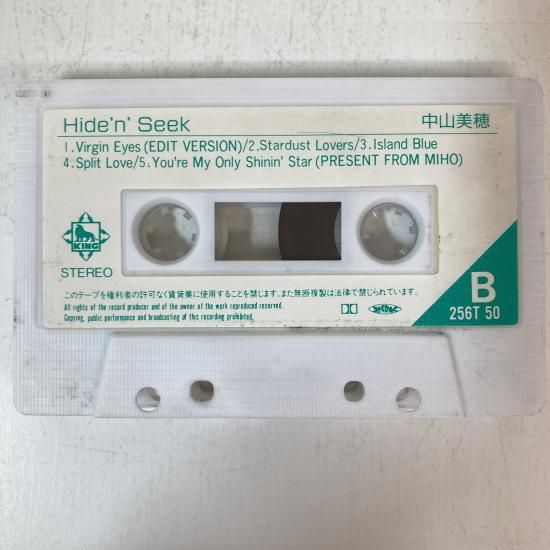 Hide'n' Seek 中山美穂
1.Virgin Eyes(EDIT VERSION)/2.Stardust Lovers/3.Island Blue
4.Split Love/5.You're My Only Shinin' Star(PRESENT FROM MIHO)
KING
STEREO
このテープを権利者の許可なく賃貸業に使用することを禁じます。また無断複製は法律で禁じられています。
All rights of the record producer and of the owner of the work reproduced reserved.
Copying, public performance and broadcasting of this recording prohibited.
B
256T 50